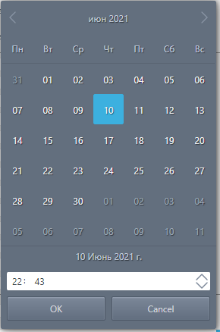 июн 2021
Пн Вт Ср Чт Пт Сб Вс
31 01 02 03 04 05 06
07 08 09 10 11 12 13
14 15 16 17 18 19 20
21 22 23 24 25 26 27
28 29 30 01 02 03 04
05 06 07 08 09 10 11
10 Июнь 2021 г.
22: 43
ОК Cancel